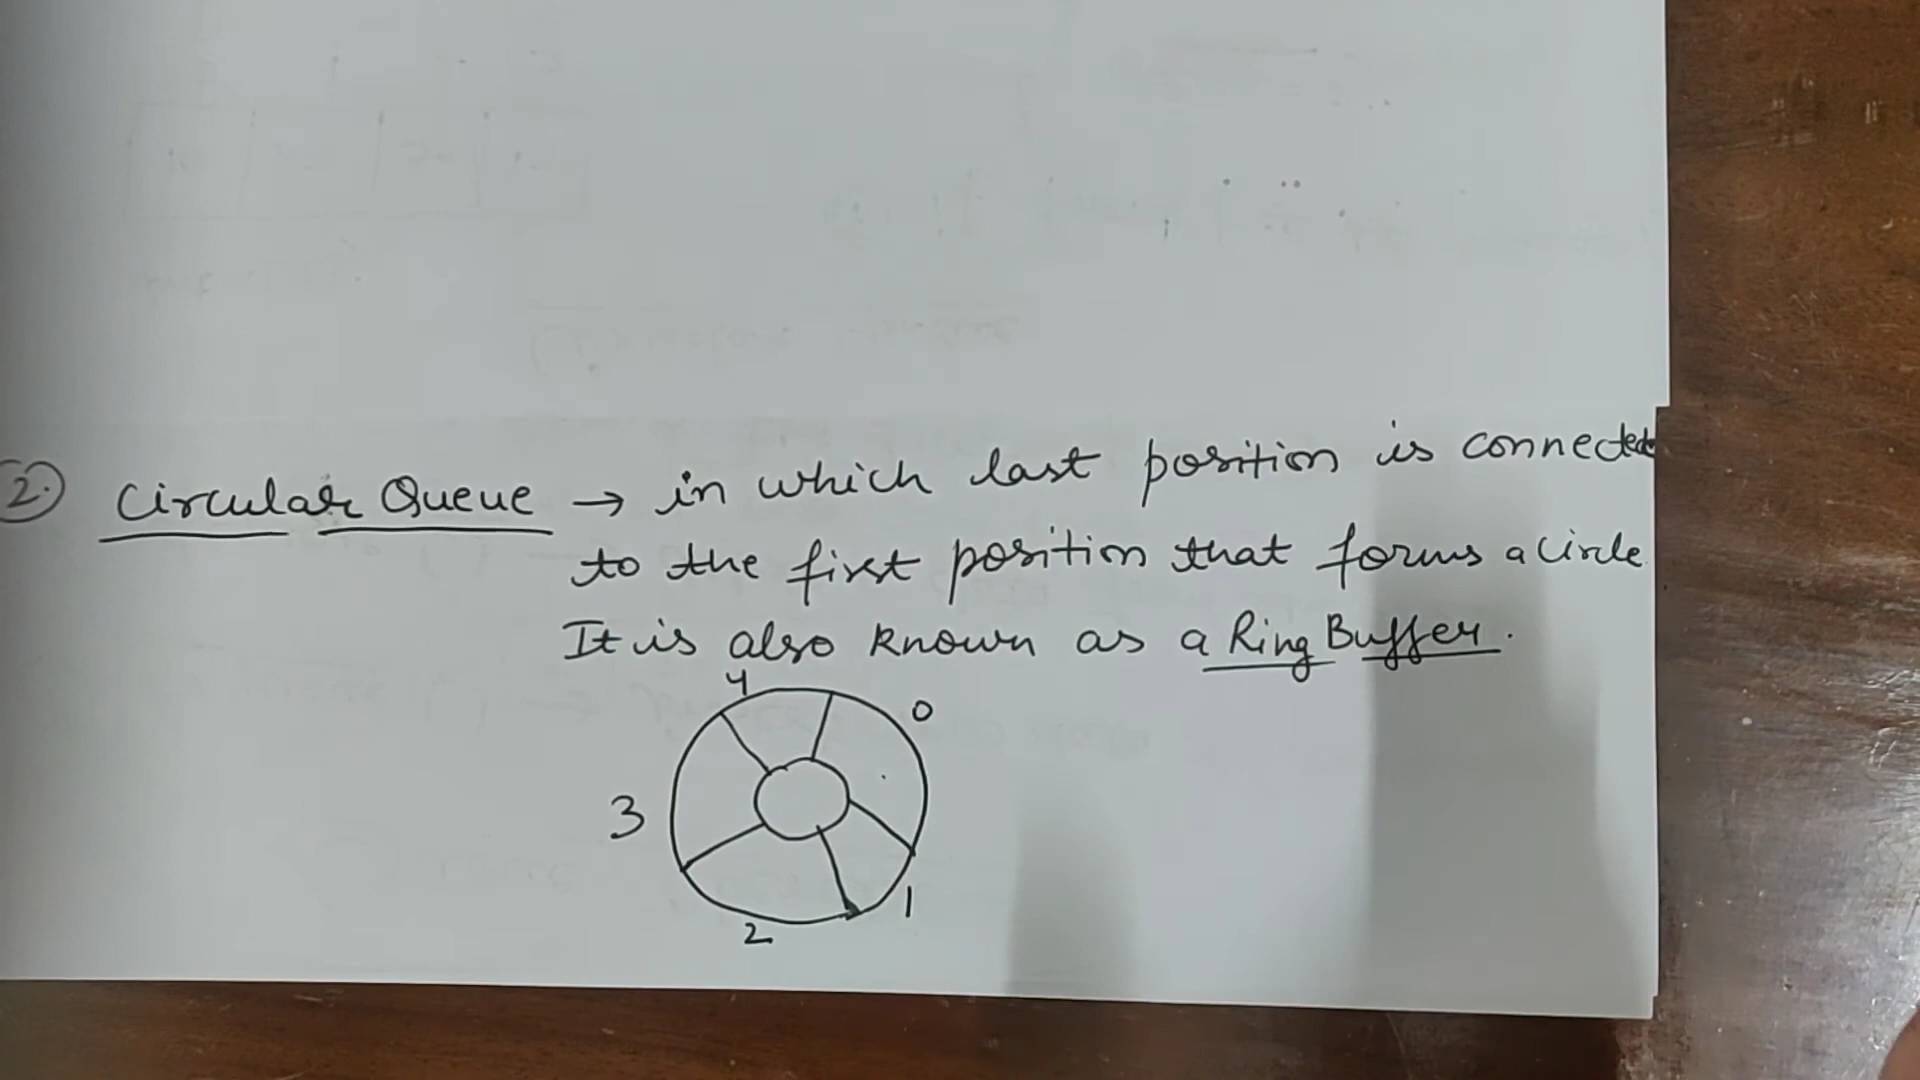 2. Circular Queue → in which last position is connected
to the first position that forms a circle
It is also known as a Ring Buffer.
4
0
3
1
2